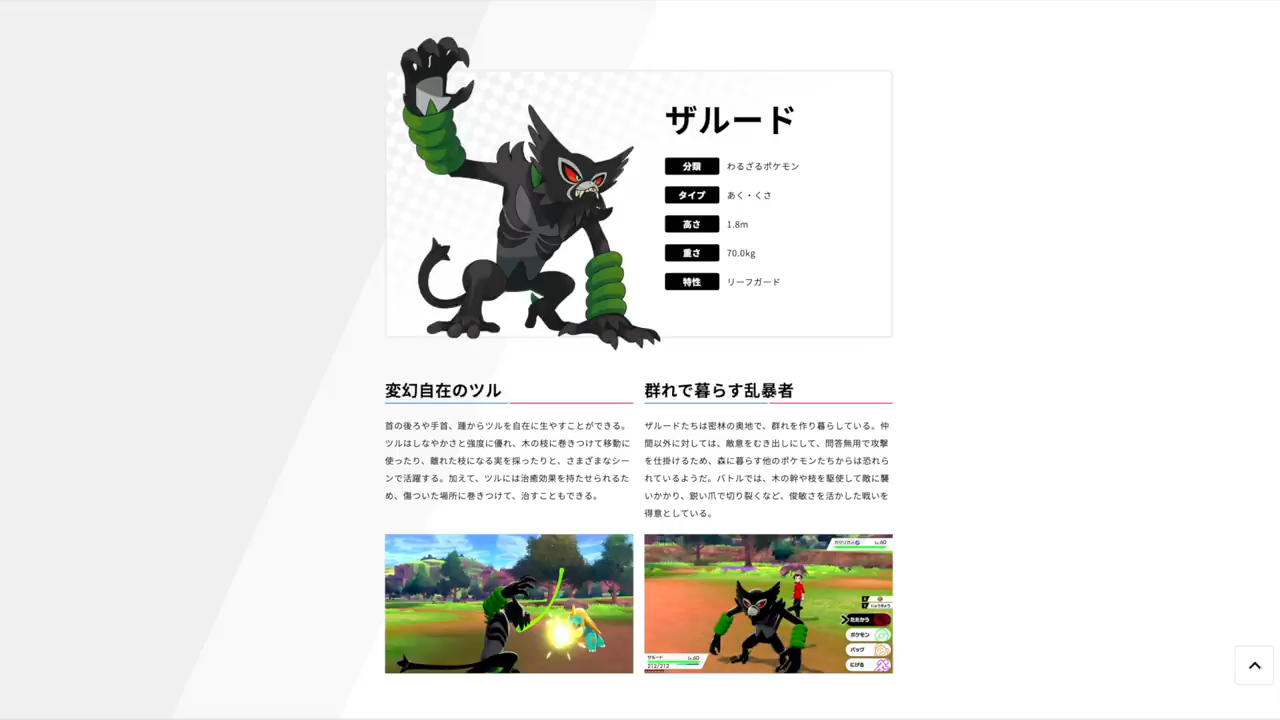 ザルード
分類 わるざるポケモン
タイプ あく・くさ
高さ 1.8m
重さ 70.0kg
特性 リーフガード
変幻自在のツル
首の後ろや手首、踵からツルを自在に生やすことができる。
ツルはしなやかさと強度に優れ、木の枝に巻きつけて移動に
使ったり、離れた枝になる実を採ったりと、さまざまなシー
ンで活躍する。加えて、ツルには治癒効果を持たせられるた
め、傷ついた場所に巻きつけて、治すこともできる。
群れで暮らす乱暴者
ザルードたちは密林の奥地で、群れを作り暮らしている。仲
間以外に対しては、敵意をむき出しにして、問答無用で攻撃
を仕掛けるため、森に暮らす他のポケモンたちからは恐れら
れているようだ。バトルでは、木の幹や枝を駆使して敵に襲
いかかり、鋭い爪で切り裂くなど、俊敏さを活かした戦いを
得意としている。
Lv.60
たたかう
ポケモン
バッグ
にげる
ザルード Lv.60
212/212